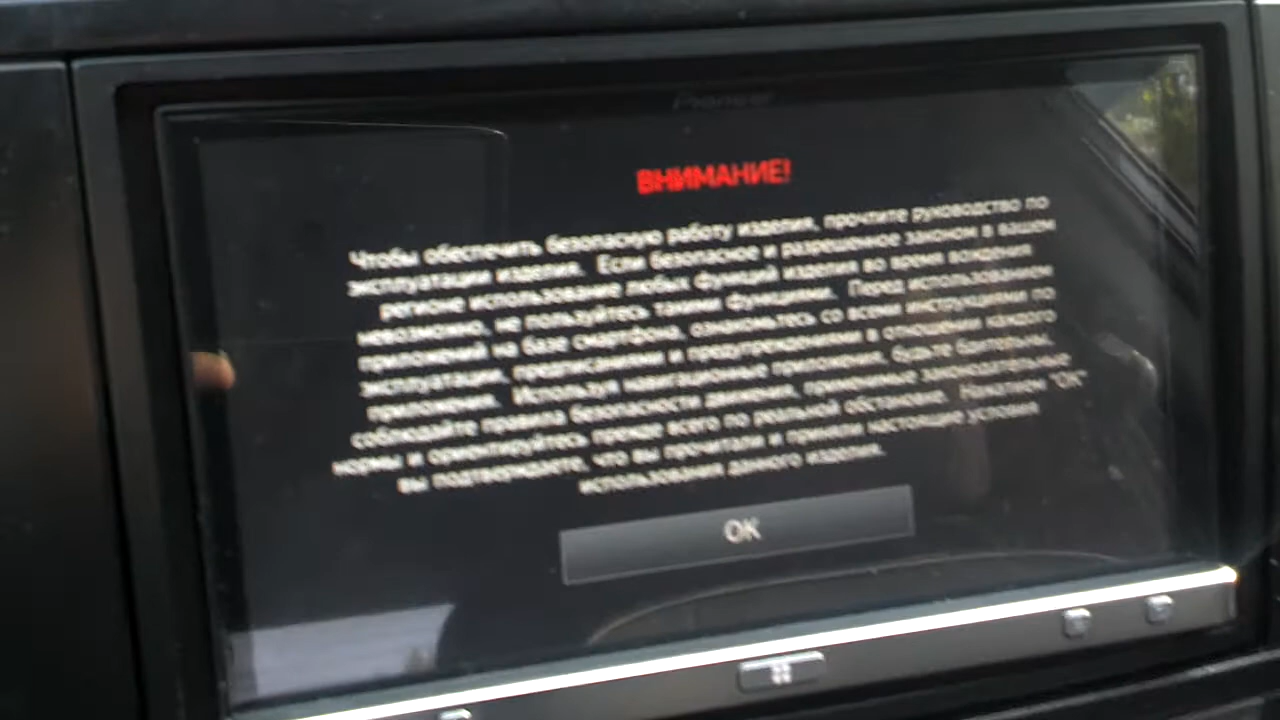 Pioneer
ВНИМАНИЕ!
Чтобы обеспечить безопасную работу изделия, прочтите руководство по
эксплуатации изделия. Если безопасное и разрешенное законом в вашем
регионе использование любых функций изделия во время вождения
невозможно, не пользуйтесь такими функциями. Перед использованием
приложений на базе смартфона, ознакомьтесь со всеми инструкциями по
эксплуатации, предписаниями и предупреждениями в отношении каждого
приложения. Используя навигационные приложения, будьте бдительны,
соблюдайте правила безопасности движения, применимые законодательные
нормы и ориентируйтесь прежде всего по реальной обстановке. Нажатием "OK"
вы подтверждаете, что вы прочитали и приняли настоящие условия
использования данного изделия.
OK